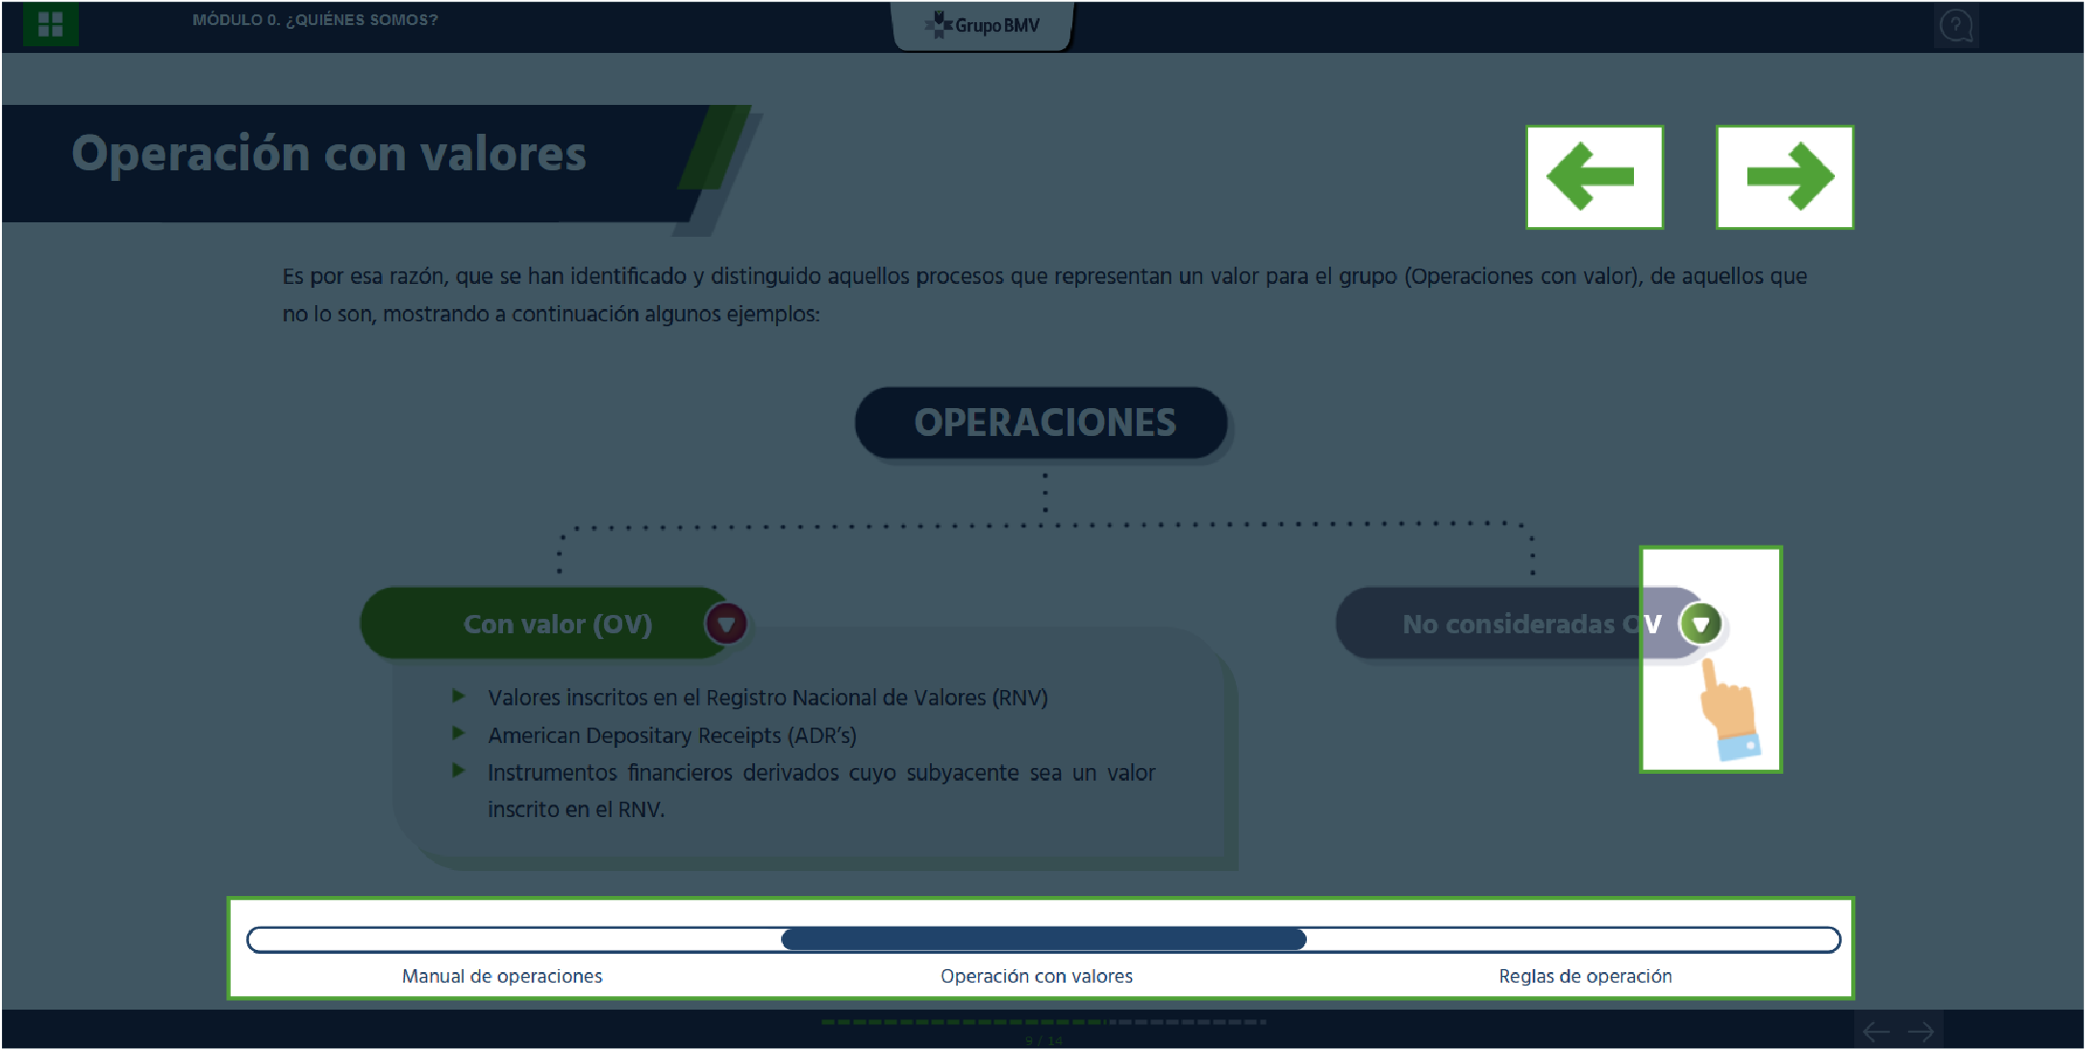 MÓDULO 0. ¿QUIÉNES SOMOS?
Grupo BMV
?
Operación con valores
Es por esa razón, que se han identificado y distinguido aquellos procesos que representan un valor para el grupo (Operaciones con valor), de aquellos que
no lo son, mostrando a continuación algunos ejemplos:
OPERACIONES
Con valor (OV)
No consideradas OV
Valores inscritos en el Registro Nacional de Valores (RNV)
American Depositary Receipts (ADR’s)
Instrumentos financieros derivados cuyo subyacente sea un valor
inscrito en el RNV.
Manual de operaciones
Operación con valores
Reglas de operación
9 / 14